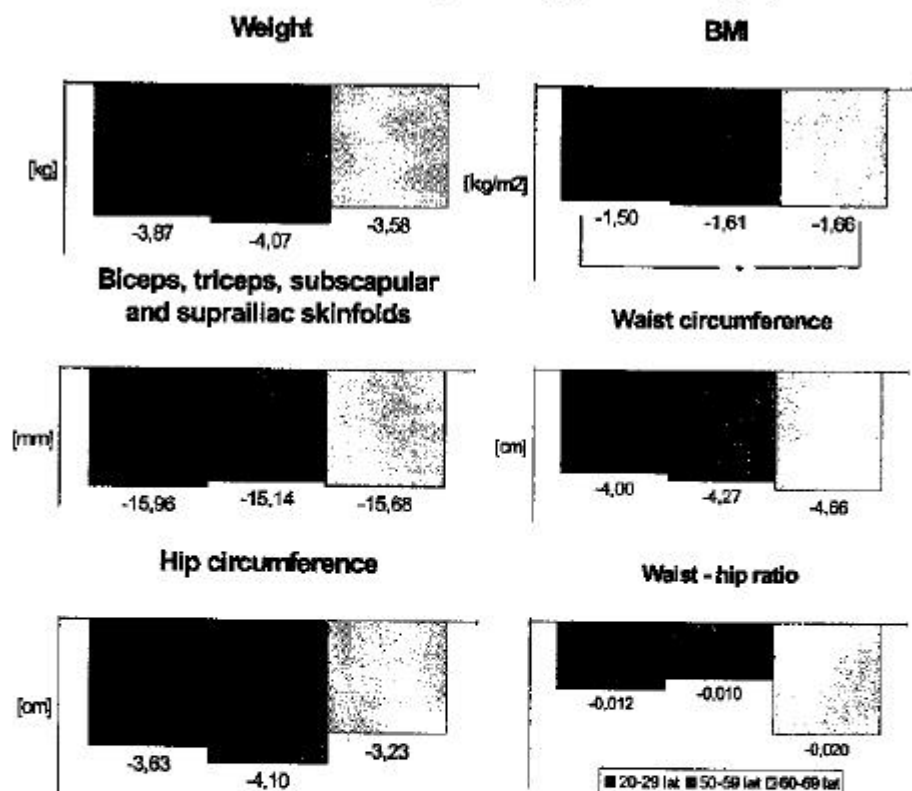 Weight
[kg]
-3,87
-4,07
-3,58
BMI
[kg/m2]
-1,50
-1,61
-1,66
Biceps, triceps, subscapular
and suprailiac skinfolds
[mm]
-15,96
-15,14
-15,68
Waist circumference
[cm]
-4,00
-4,27
-4,66
Hip circumference
[cm]
-3,63
-4,10
-3,23
Waist - hip ratio
-0,012
-0,010
-0,020
20-29 lat 50-59 lat 60-69 lat